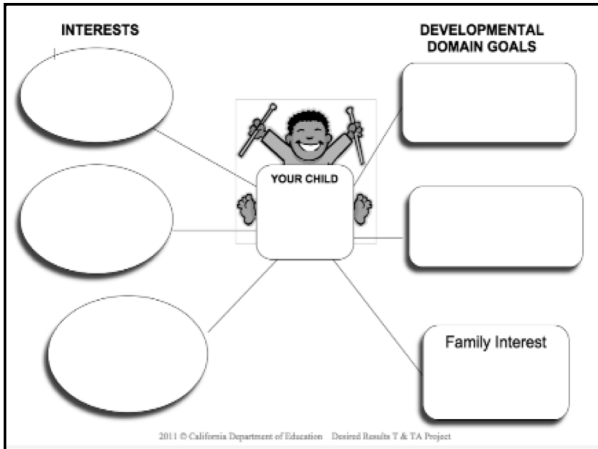 INTERESTS
DEVELOPMENTAL
DOMAIN GOALS
YOUR CHILD
Family Interest
2011 © California Department of Education Desired Results T & TA Project